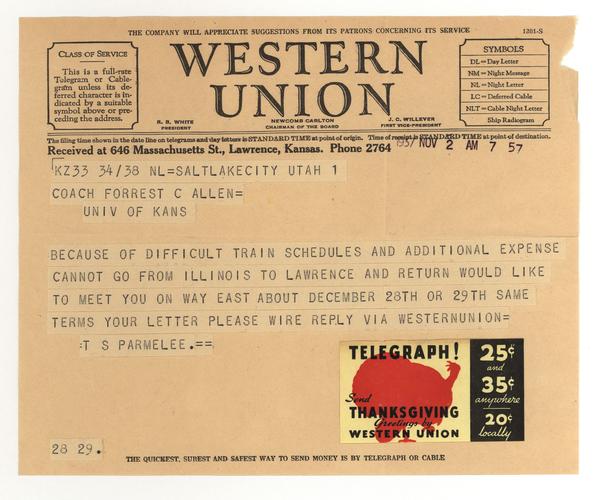 THE COMPANY WILL APPRECIATE SUGGESTIONS FROM ITS PATRONS CONCERNING ITS SERVICE
1201-S
CLASS OF SERVICE
This is a full-rate
Telegram or Cable-
gram unless its de-
ferred character is in-
dicated by a suitable
symbol above or pre-
ceding the address.
WESTERN
UNION
R. B. WHITE
PRESIDENT
NEWCOMB CARLTON
CHAIRMAN OF THE BOARD
J. C. WILLEVER
FIRST VICE-PRESIDENT
SYMBOLS
DL = Day Letter
NM = Night Message
NL = Night Letter
LC = Deferred Cable
NLT = Cable Night Letter
Ship Radiogram
The filing time shown in the date line on telegrams and day letters is STANDARD TIME at point of origin. Time of receipt is STANDARD TIME at point of destination.
Received at 646 Massachusetts St., Lawrence, Kansas. Phone 2764
1937 NOV 2 AM 7 57
KZ33 34/38 NL=SALTLAKECITY UTAH 1
COACH FORREST C ALLEN=
UNIV OF KANS
BECAUSE OF DIFFICULT TRAIN SCHEDULES AND ADDITIONAL EXPENSE
CANNOT GO FROM ILLINOIS TO LAWRENCE AND RETURN WOULD LIKE
TO MEET YOU ON WAY EAST ABOUT DECEMBER 28TH OR 29TH SAME
TERMS YOUR LETTER PLEASE WIRE REPLY VIA WESTERNUNION=
:T S PARMELEE.==
TELEGRAPH!
Send
THANKSGIVING
Greetings by
WESTERN UNION
25¢
and
35¢
anywhere
20¢
locally
28 29.
THE QUICKEST, SUREST AND SAFEST WAY TO SEND MONEY IS BY TELEGRAPH OR CABLE